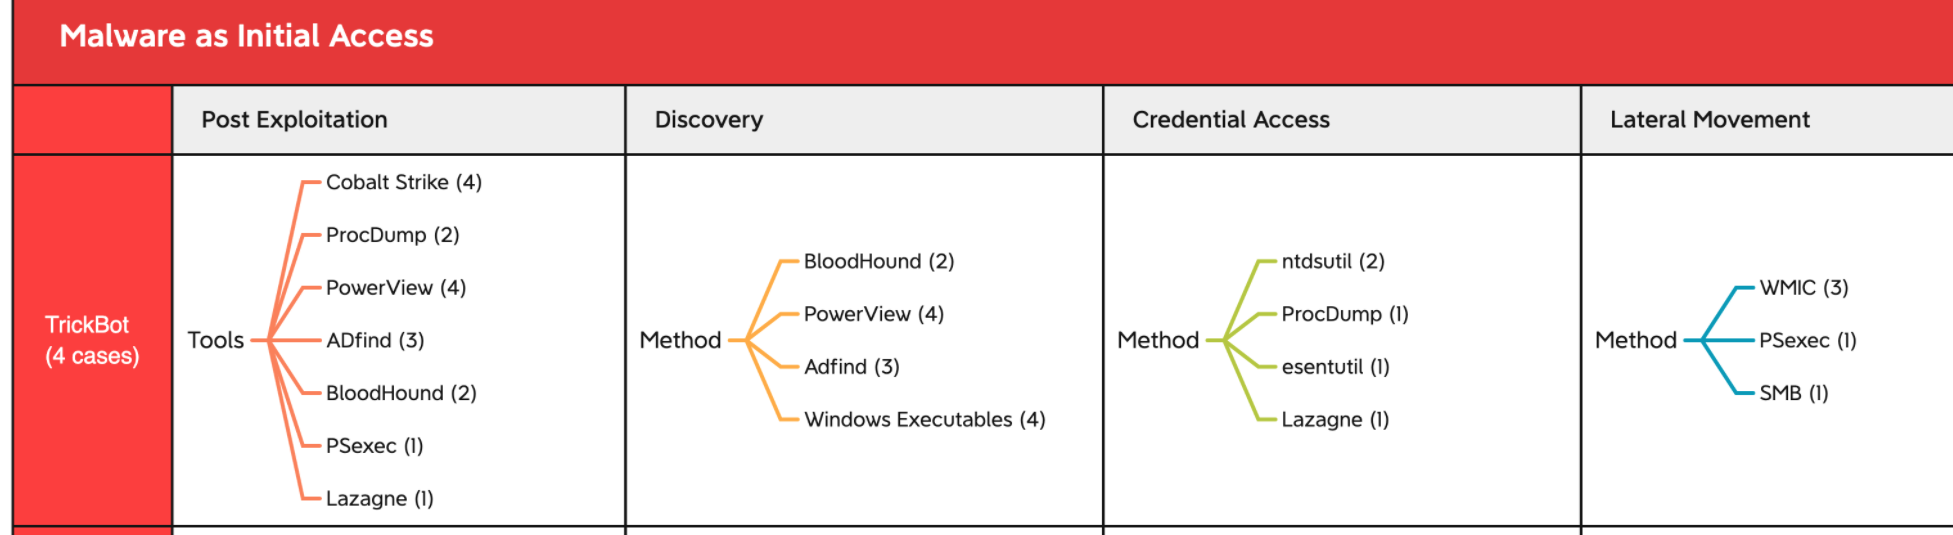 Malware as Initial Access
Post Exploitation
Discovery
Credential Access
Lateral Movement
TrickBot
(4 cases)
Tools
Cobalt Strike (4)
ProcDump (2)
PowerView (4)
ADfind (3)
BloodHound (2)
PSexec (1)
Lazagne (1)
Method
BloodHound (2)
PowerView (4)
Adfind (3)
Windows Executables (4)
Method
ntdsutil (2)
ProcDump (1)
esentutil (1)
Lazagne (1)
Method
WMIC (3)
PSexec (1)
SMB (1)